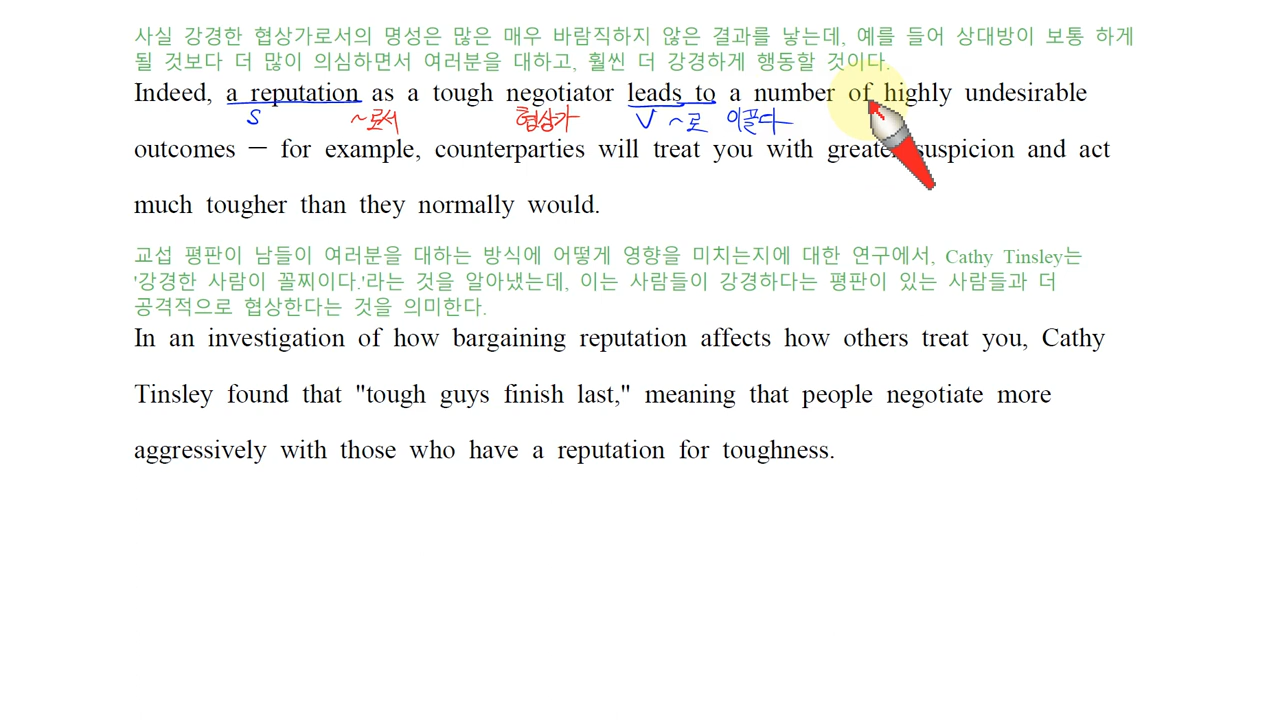 사실 강경한 협상가로서의 명성은 많은 매우 바람직하지 않은 결과를 낳는데, 예를 들어 상대방이 보통 하게
될 것보다 더 많이 의심하면서 여러분을 대하고, 훨씬 더 강경하게 행동할 것이다.
Indeed, a reputation as a tough negotiator leads to a number of highly undesirable
S ~로서 협상가 V ~로 이끌다
outcomes — for example, counterparties will treat you with greater suspicion and act
much tougher than they normally would.
교섭 평판이 남들이 여러분을 대하는 방식에 어떻게 영향을 미치는지에 대한 연구에서, Cathy Tinsley는
'강경한 사람이 꼴찌이다.'라는 것을 알아냈는데, 이는 사람들이 강경하다는 평판이 있는 사람들과 더
공격적으로 협상한다는 것을 의미한다.
In an investigation of how bargaining reputation affects how others treat you, Cathy
Tinsley found that "tough guys finish last," meaning that people negotiate more
aggressively with those who have a reputation for toughness.